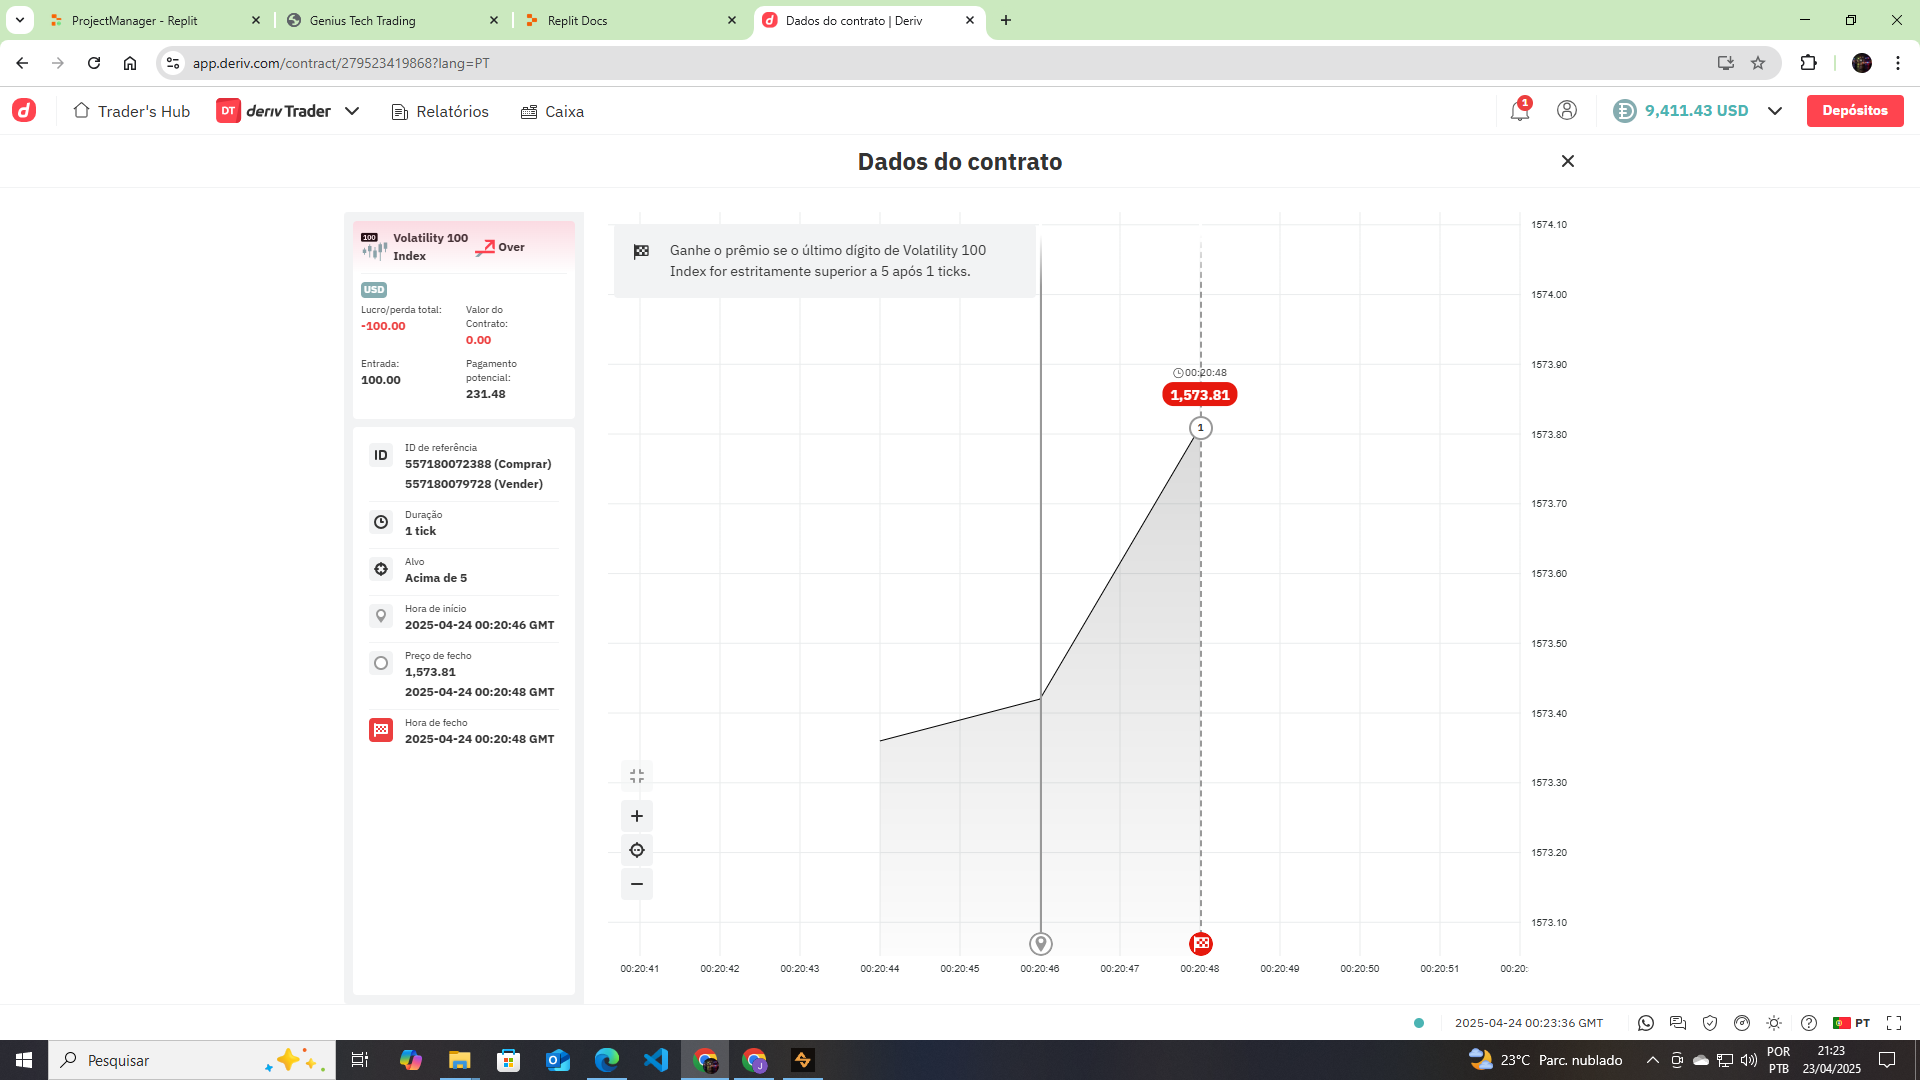 ProjectManager - Replit
Genius Tech Trading
Replit Docs
Dados do contrato | Deriv
app.deriv.com/contract/279523419868?lang=PT
Trader's Hub
DT
deriv Trader
Relatórios
Caixa
1
9,411.43 USD
Depósitos
Dados do contrato
100
Volatility 100
Index
Over
USD
Lucro/perda total:
-100.00
Valor do
Contrato:
0.00
Entrada:
100.00
Pagamento
potencial:
231.48
ID
ID de referência
557180072388 (Comprar)
557180079728 (Vender)
Duração
1 tick
Alvo
Acima de 5
Hora de início
2025-04-24 00:20:46 GMT
Preço de fecho
1,573.81
2025-04-24 00:20:48 GMT
Hora de fecho
2025-04-24 00:20:48 GMT
Ganhe o prêmio se o último dígito de Volatility 100
Index for estritamente superior a 5 após 1 ticks.
00:20:48
1,573.81
1
1574.10
1574.00
1573.90
1573.80
1573.70
1573.60
1573.50
1573.40
1573.30
1573.20
1573.10
00:20:41
00:20:42
00:20:43
00:20:44
00:20:45
00:20:46
00:20:47
00:20:48
00:20:49
00:20:50
00:20:51
00:20:
2025-04-24 00:23:36 GMT
PT
Pesquisar
23°C Parc. nublado
POR
PTB
21:23
23/04/2025